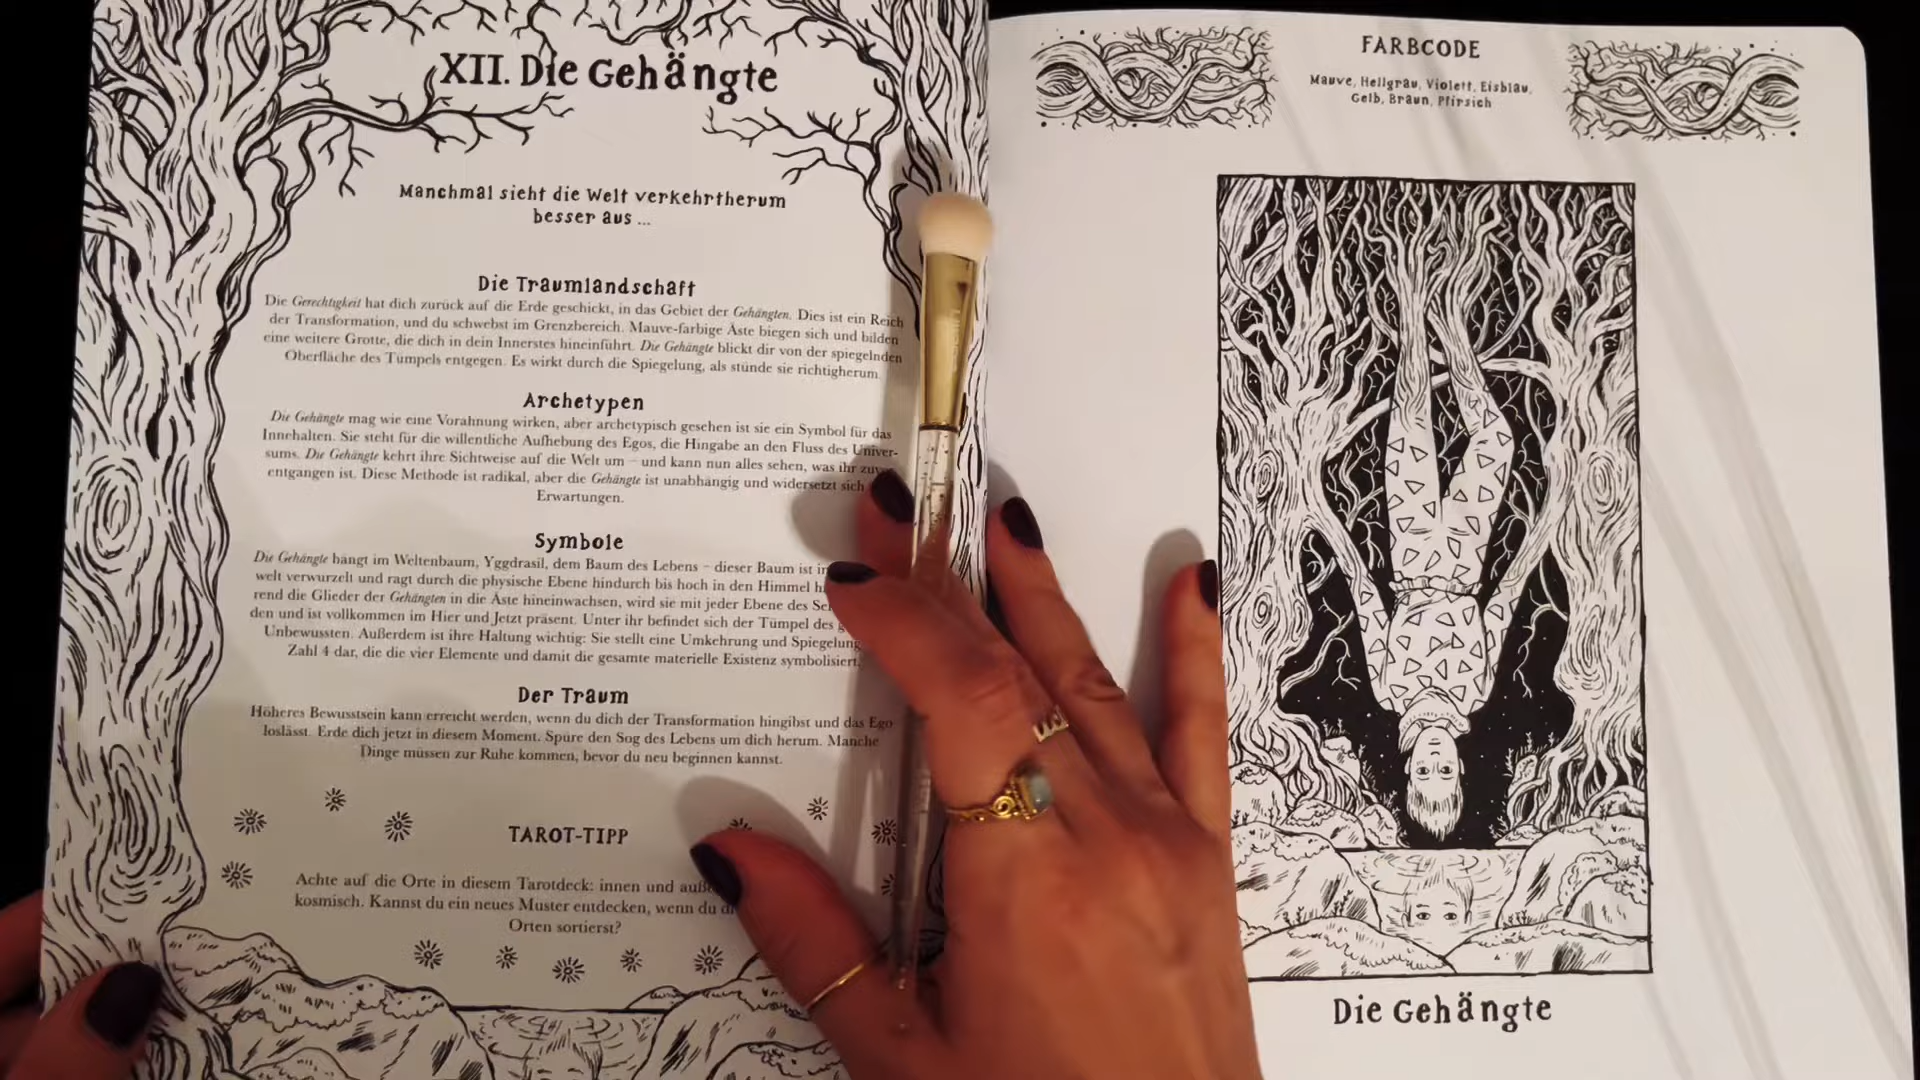 XII. Die Gehängte
Manchmal sieht die Welt verkehrtherum
besser aus ...
Die Traumlandschaft
Die Gerechtigkeit hat dich zurück auf die Erde geschickt, in das Gebiet der Gehängten. Dies ist ein Reich
der Transformation, und du schwebst im Grenzbereich. Mauve-farbige Äste biegen sich und bilden
eine weitere Grotte, die dich in dein Innerstes hineinführt. Die Gehängte blickt dir von der spiegelnden
Oberfläche des Tümpels entgegen. Es wirkt durch die Spiegelung, als stünde sie richtigherum.
Archetypen
Die Gehängte mag wie eine Vorahnung wirken, aber archetypisch gesehen ist sie ein Symbol für das
Innehalten. Sie steht für die willentliche Aufhebung des Egos, die Hingabe an den Fluss des Univer-
sums. Die Gehängte kehrt ihre Sichtweise auf die Welt um – und kann nun alles sehen, was ihr
entgangen ist. Diese Methode ist radikal, aber die Gehängte ist unabhängig und widersetzt sich
Erwartungen.
Symbole
Die Gehängte hängt im Weltenbaum, Yggdrasil, dem Baum des Lebens – dieser Baum ist
welt verwurzelt und ragt durch die physische Ebene hindurch bis hoch in den Himmel
rend die Glieder der Gehängten in die Äste hineinwachsen, wird sie mit jeder Ebene des
den und ist vollkommen im Hier und Jetzt präsent. Unter ihr befindet sich der Tümpel des
Unbewussten. Außerdem ist ihre Haltung wichtig: Sie stellt eine Umkehrung und Spiegelung
Zahl 4 dar, die die vier Elemente und damit die gesamte materielle Existenz symbolisiert.
Der Traum
Höheres Bewusstsein kann erreicht werden, wenn du dich der Transformation hingibst und das Ego
loslässt. Erde dich jetzt in diesem Moment. Spüre den Sog des Lebens um dich herum. Manche
Dinge müssen zur Ruhe kommen, bevor du neu beginnen kannst.
TAROT-TIPP
Achte auf die Orte in diesem Tarotdeck: innen und
kosmisch. Kannst du ein neues Muster entdecken, wenn du
Orten sortierst?
FARBCODE
Mauve, Hellgrau, Violett, Eisblau,
Gelb, Braun, Pfirsich
Die Gehängte